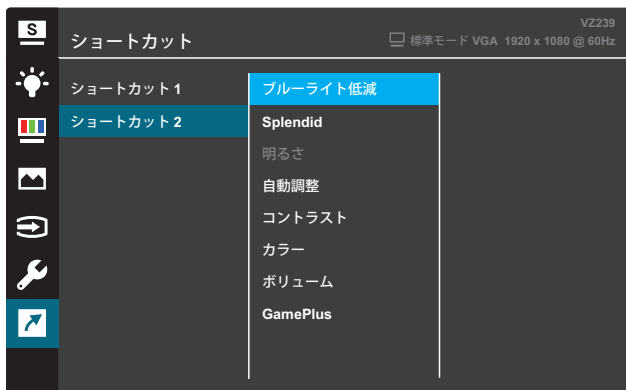 S
VZ239
ショートカット
標準モード VGA 1920 x 1080 @ 60Hz
ショートカット 1
ブルーライト低減
ショートカット 2
Splendid
明るさ
自動調整
コントラスト
カラー
ボリューム
GamePlus